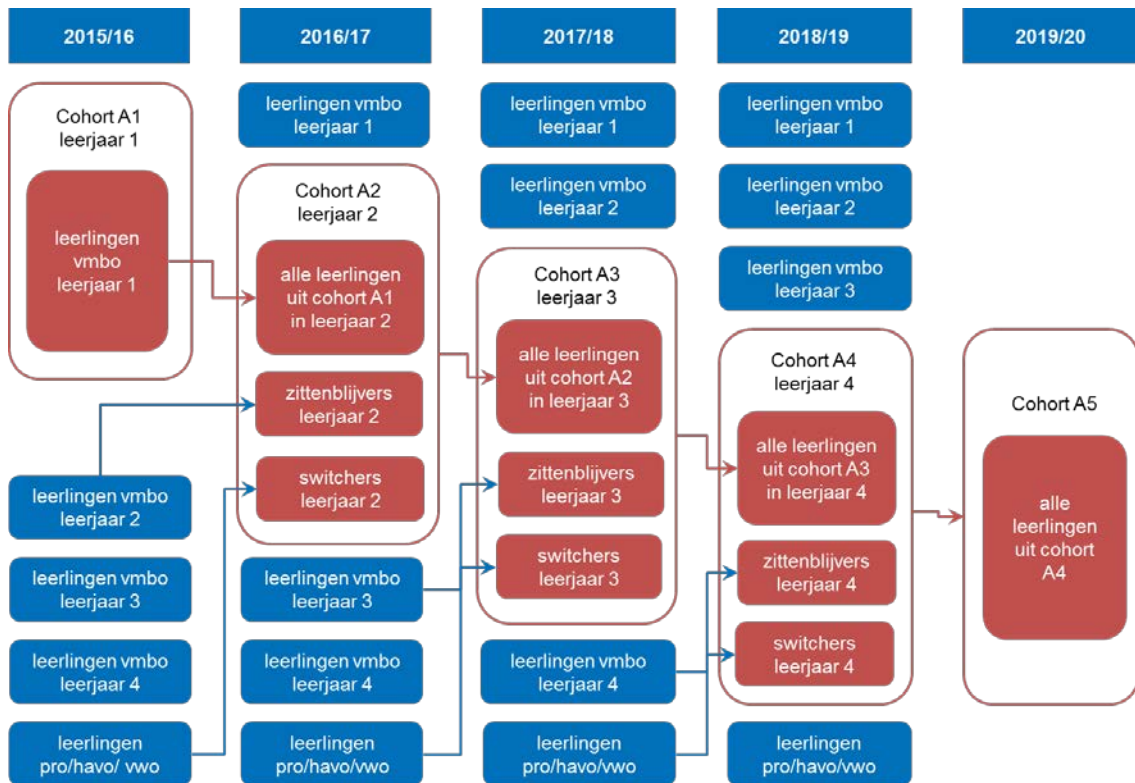 2015/16
2016/17
2017/18
2018/19
2019/20
Cohort A1
leerjaar 1
leerlingen
vmbo
leerjaar 1
leerlingen vmbo
leerjaar 2
leerlingen vmbo
leerjaar 3
leerlingen vmbo
leerjaar 4
leerlingen
pro/havo/ vwo
leerlingen vmbo
leerjaar 1
Cohort A2
leerjaar 2
alle leerlingen
uit cohort A1
in leerjaar 2
zittenblijvers
leerjaar 2
switchers
leerjaar 2
leerlingen vmbo
leerjaar 3
leerlingen vmbo
leerjaar 4
leerlingen
pro/havo/vwo
leerlingen vmbo
leerjaar 1
leerlingen vmbo
leerjaar 2
Cohort A3
leerjaar 3
alle leerlingen
uit cohort A2
in leerjaar 3
zittenblijvers
leerjaar 3
switchers
leerjaar 3
leerlingen vmbo
leerjaar 4
leerlingen
pro/havo/vwo
leerlingen vmbo
leerjaar 1
leerlingen vmbo
leerjaar 2
leerlingen vmbo
leerjaar 3
Cohort A4
leerjaar 4
alle leerlingen
uit cohort A3
in leerjaar 4
zittenblijvers
leerjaar 4
switchers
leerjaar 4
leerlingen
pro/havo/vwo
Cohort A5
alle
leerlingen
uit cohort
A4